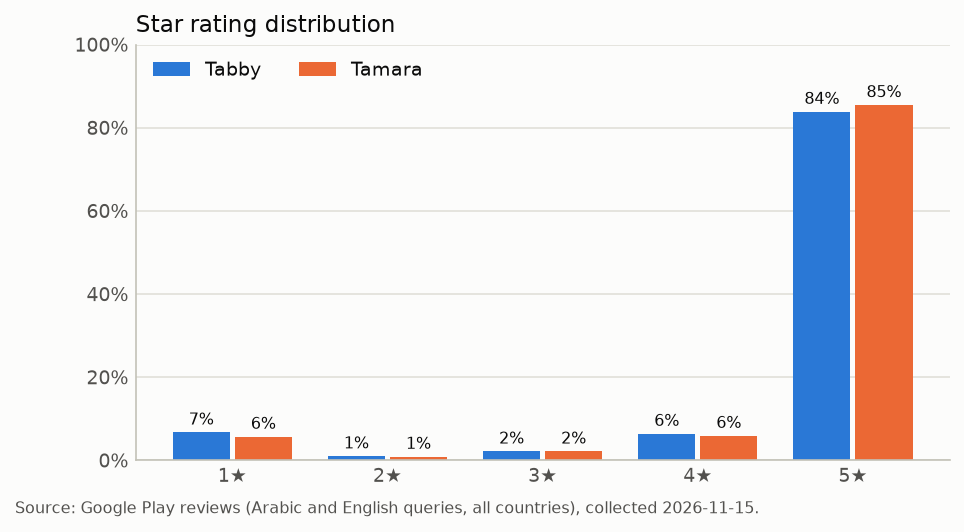 Star rating distribution
100%
80%
60%
40%
20%
0%
Tabby Tamara
7% 6% 1% 1% 2% 2% 6% 6% 84% 85%
1★ 2★ 3★ 4★ 5★
Source: Google Play reviews (Arabic and English queries, all countries), collected 2026-11-15.